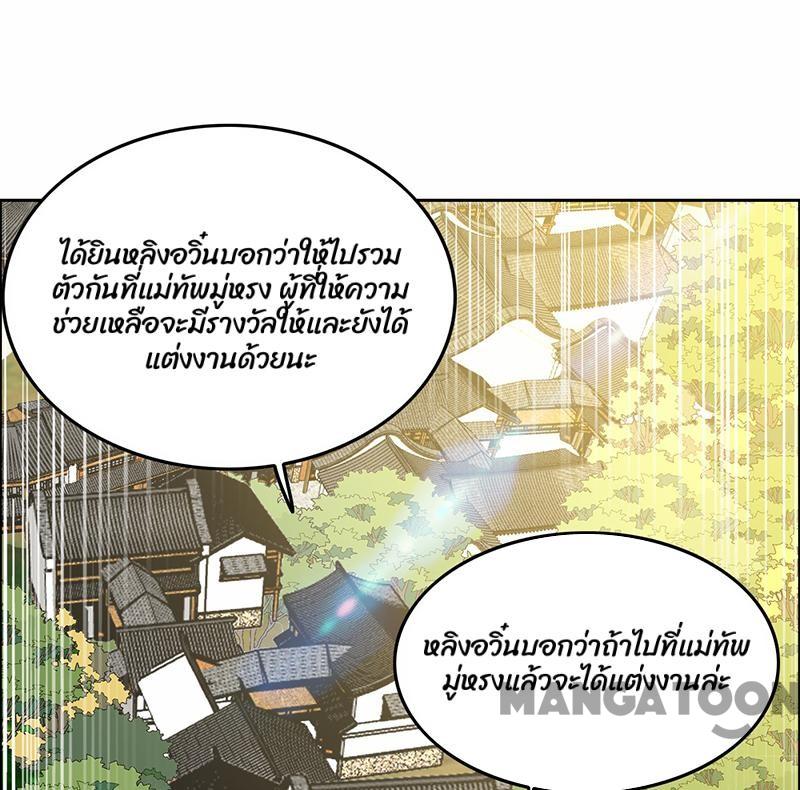 ได้ยินหลิงอวิ๋นบอกว่าให้ไปรวม
ตัวกันที่แม่ทัพมู่หรง ผู้ที่ให้ความ
ช่วยเหลือจะมีรางวัลให้และยังได้
แต่งงานด้วยนะ
หลิงอวิ๋นบอกว่าถ้าไปที่แม่ทัพ
มู่หรงแล้วจะได้แต่งงานล่ะ
MANGATOON